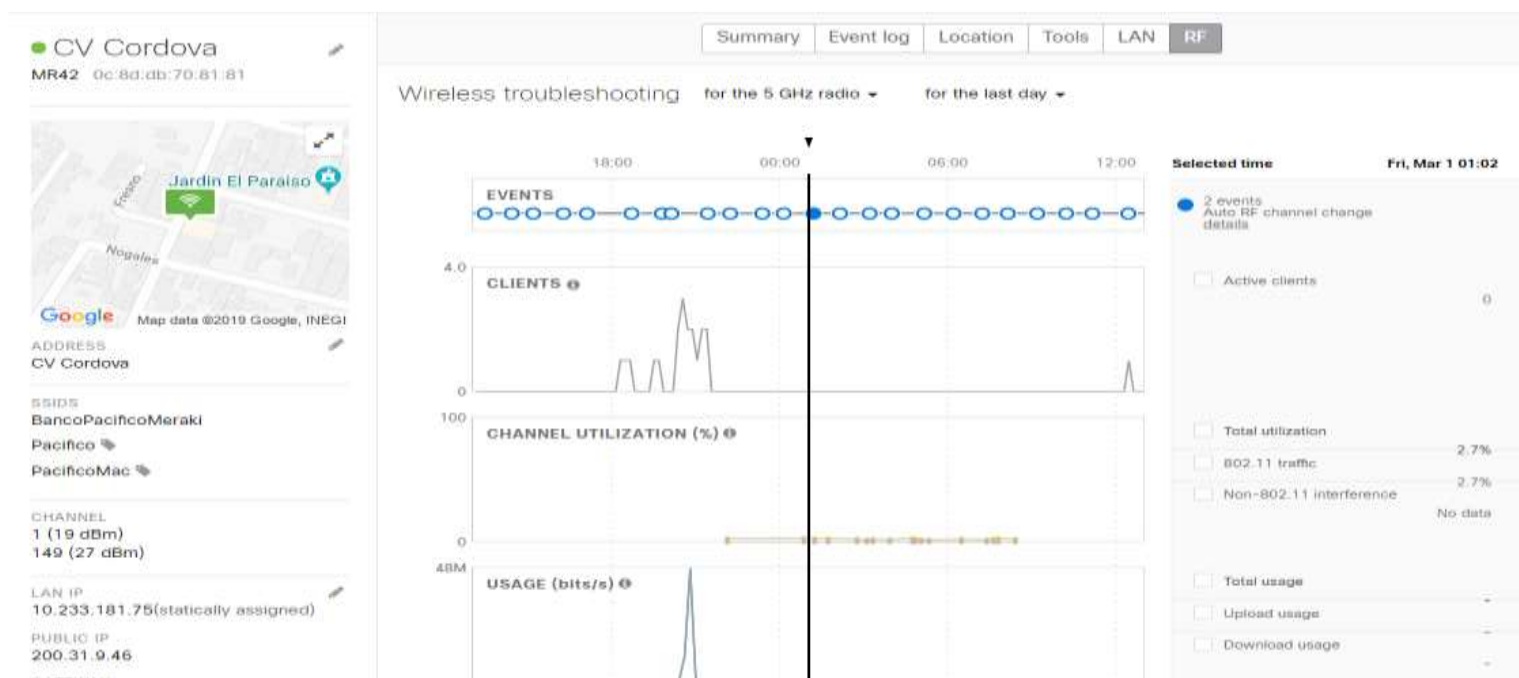 CV Cordova
MR42 0c:8d:db:70:81:81
Jardin El Paraiso
Fresno
Nogales
Google Map data ©2019 Google, INEGI
ADDRESS
CV Cordova
SSIDS
BancoPacificoMeraki
Pacifico
PacificoMac
CHANNEL
1 (19 dBm)
149 (27 dBm)
LAN IP
10.233.181.75(statically assigned)
PUBLIC IP
200.31.9.46
Summary Event log Location Tools LAN RF
Wireless troubleshooting for the 5 GHz radio for the last day
18:00 00:00 06:00 12:00
EVENTS
4.0
CLIENTS
0
100
CHANNEL UTILIZATION (%)
0
48M
USAGE (bits/s)
Selected time Fri, Mar 1 01:02
2 events
Auto RF channel change
details
Active clients
0
Total utilization
2.7%
802.11 traffic
2.7%
Non-802.11 interference
No data
Total usage
-
Upload usage
-
Download usage
-